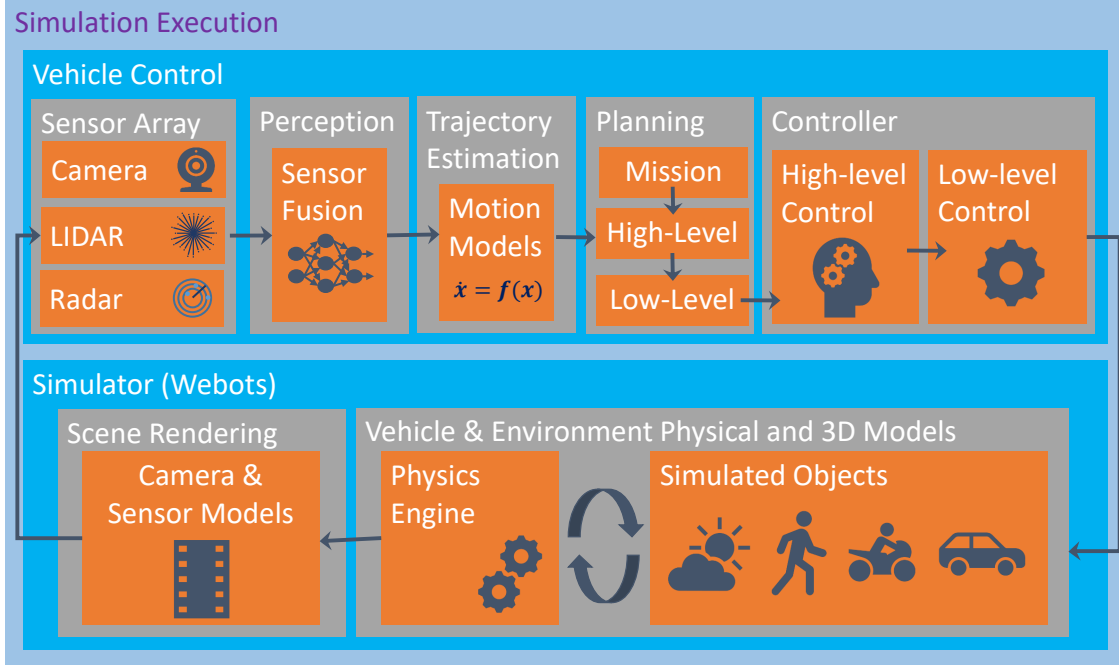 Simulation Execution
Vehicle Control
Sensor Array
Camera
LIDAR
Radar
Perception
Sensor
Fusion
Trajectory
Estimation
Motion
Models
ẋ = f(x)
Planning
Mission
High-Level
Low-Level
Controller
High-level
Control
Low-level
Control
Simulator (Webots)
Scene Rendering
Camera &
Sensor Models
Vehicle & Environment Physical and 3D Models
Physics
Engine
Simulated Objects